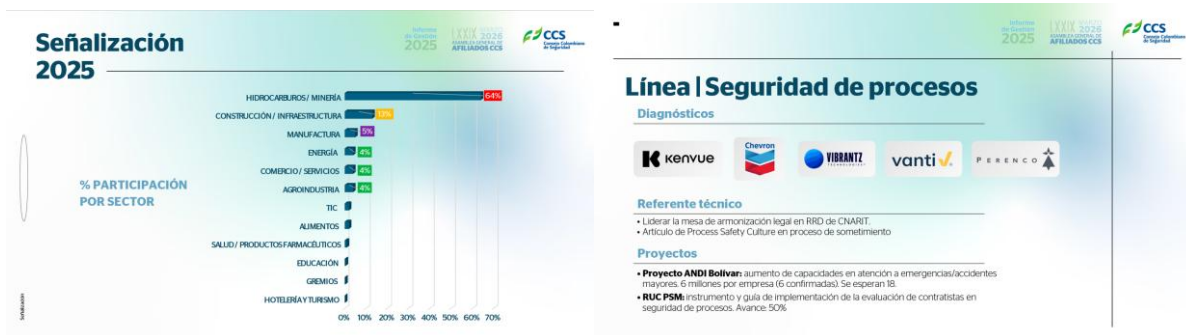 Señalización
2025
Informe
de Gestión
2025
LXXIX
2026
ASAMBLEA GENERAL DE
AFILIADOS CCS
CCS
Consejo Colombiano
de Seguridad
HIDROCARBUROS / MINERÍA
64%
CONSTRUCCIÓN / INFRAESTRUCTURA
13%
MANUFACTURA
5%
ENERGÍA
4%
COMERCIO / SERVICIOS
4%
AGROINDUSTRIA
4%
TIC
ALIMENTOS
SALUD / PRODUCTOS FARMACÉUTICOS
EDUCACIÓN
GREMIOS
HOTELERÍA Y TURISMO
0% 10% 20% 30% 40% 50% 60% 70%
% PARTICIPACIÓN
POR SECTOR
Señalización
Informe
de Gestión
2025
LXXIX
2026
ASAMBLEA GENERAL DE
AFILIADOS CCS
CCS
Consejo Colombiano
de Seguridad
Línea | Seguridad de procesos
Diagnósticos
kenvue
Chevron
VIBRANTZ
TECHNOLOGIES
vanti
PERENCO
Referente técnico
• Liderar la mesa de armonización legal en RRD de CNARIT.
• Artículo de Process Safety Culture en proceso de sometimiento
Proyectos
• Proyecto ANDI Bolívar: aumento de capacidades en atención a emergencias/accidentes
mayores. 6 millones por empresa (6 confirmadas). Se esperan 18.
• RUC PSM: instrumento y guía de implementación de la evaluación de contratistas en
seguridad de procesos. Avance: 50%